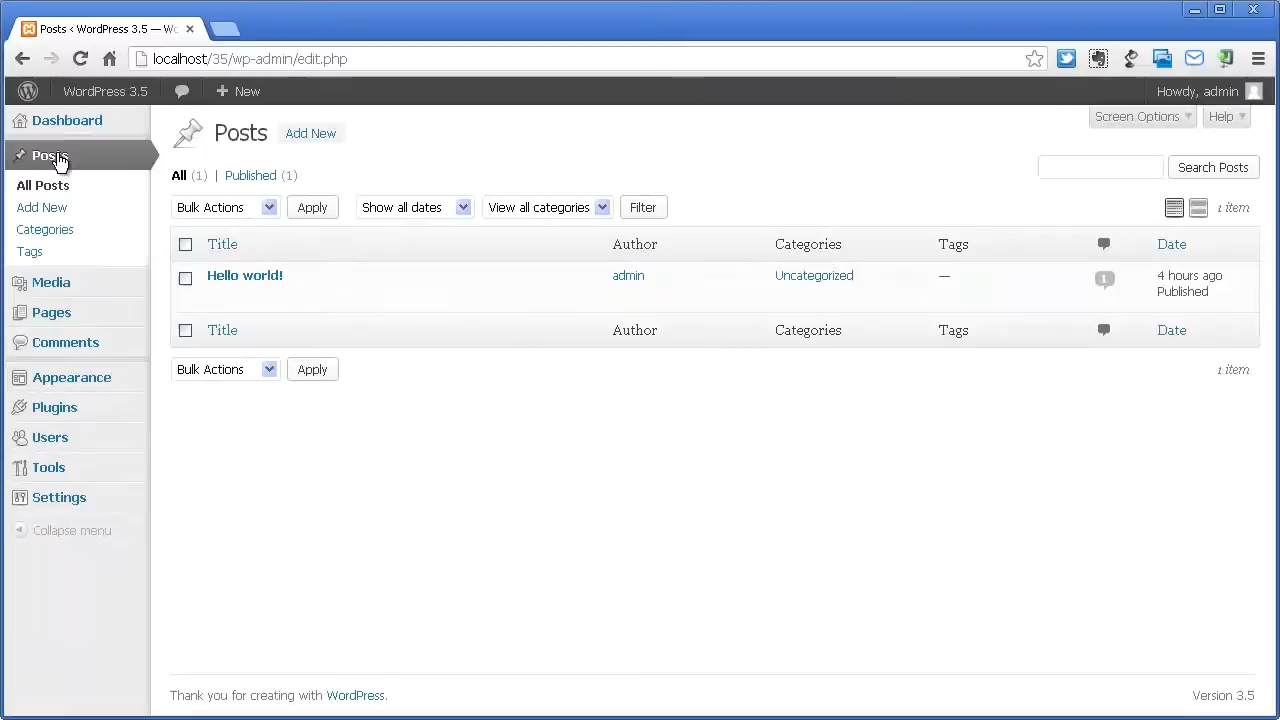 Posts ‹ WordPress 3.5 — Wc
localhost/35/wp-admin/edit.php
WordPress 3.5
New
Howdy, admin
Dashboard
Posts
All Posts
Add New
Categories
Tags
Media
Pages
Comments
Appearance
Plugins
Users
Tools
Settings
Collapse menu
Screen Options
Help
Posts Add New
All (1) | Published (1)
Search Posts
Bulk Actions Apply Show all dates View all categories Filter 1 item
Title Author Categories Tags Date
Hello world! admin Uncategorized — 1 4 hours ago
Published
Title Author Categories Tags Date
Bulk Actions Apply 1 item
Thank you for creating with WordPress. Version 3.5